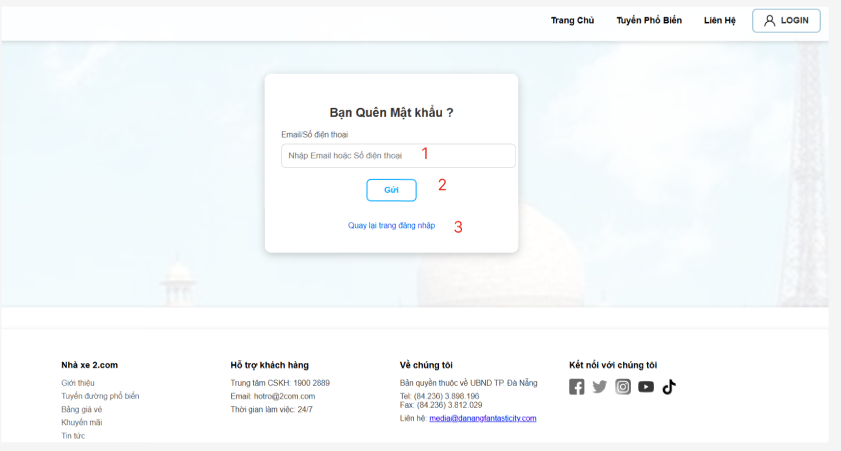 Trang Chủ Tuyến Phổ Biến Liên Hệ LOGIN
Bạn Quên Mật khẩu ?
Email/Số điện thoại
Nhập Email hoặc Số điện thoại 1
Gửi 2
Quay lại trang đăng nhập 3
Nhà xe 2.com
Giới thiệu
Tuyến đường phổ biến
Bảng giá vé
Khuyến mãi
Tin tức
Hỗ trợ khách hàng
Trung tâm CSKH: 1900 2889
Email: hotro@2com.com
Thời gian làm việc: 24/7
Về chúng tôi
Bản quyền thuộc về UBND TP. Đà Nẵng
Tel: (84.236) 3.898.196
Fax: (84.236) 3.812.029
Liên hệ: media@danangfantasticity.com
Kết nối với chúng tôi